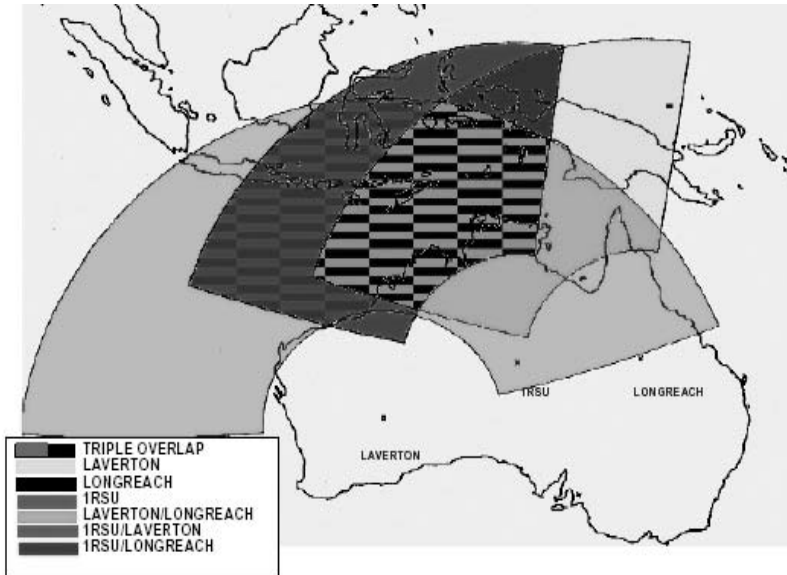 1RSU
LONGREACH
LAVERTON
TRIPLE OVERLAP
LAVERTON
LONGREACH
1RSU
LAVERTON/LONGREACH
1RSU/LAVERTON
1RSU/LONGREACH